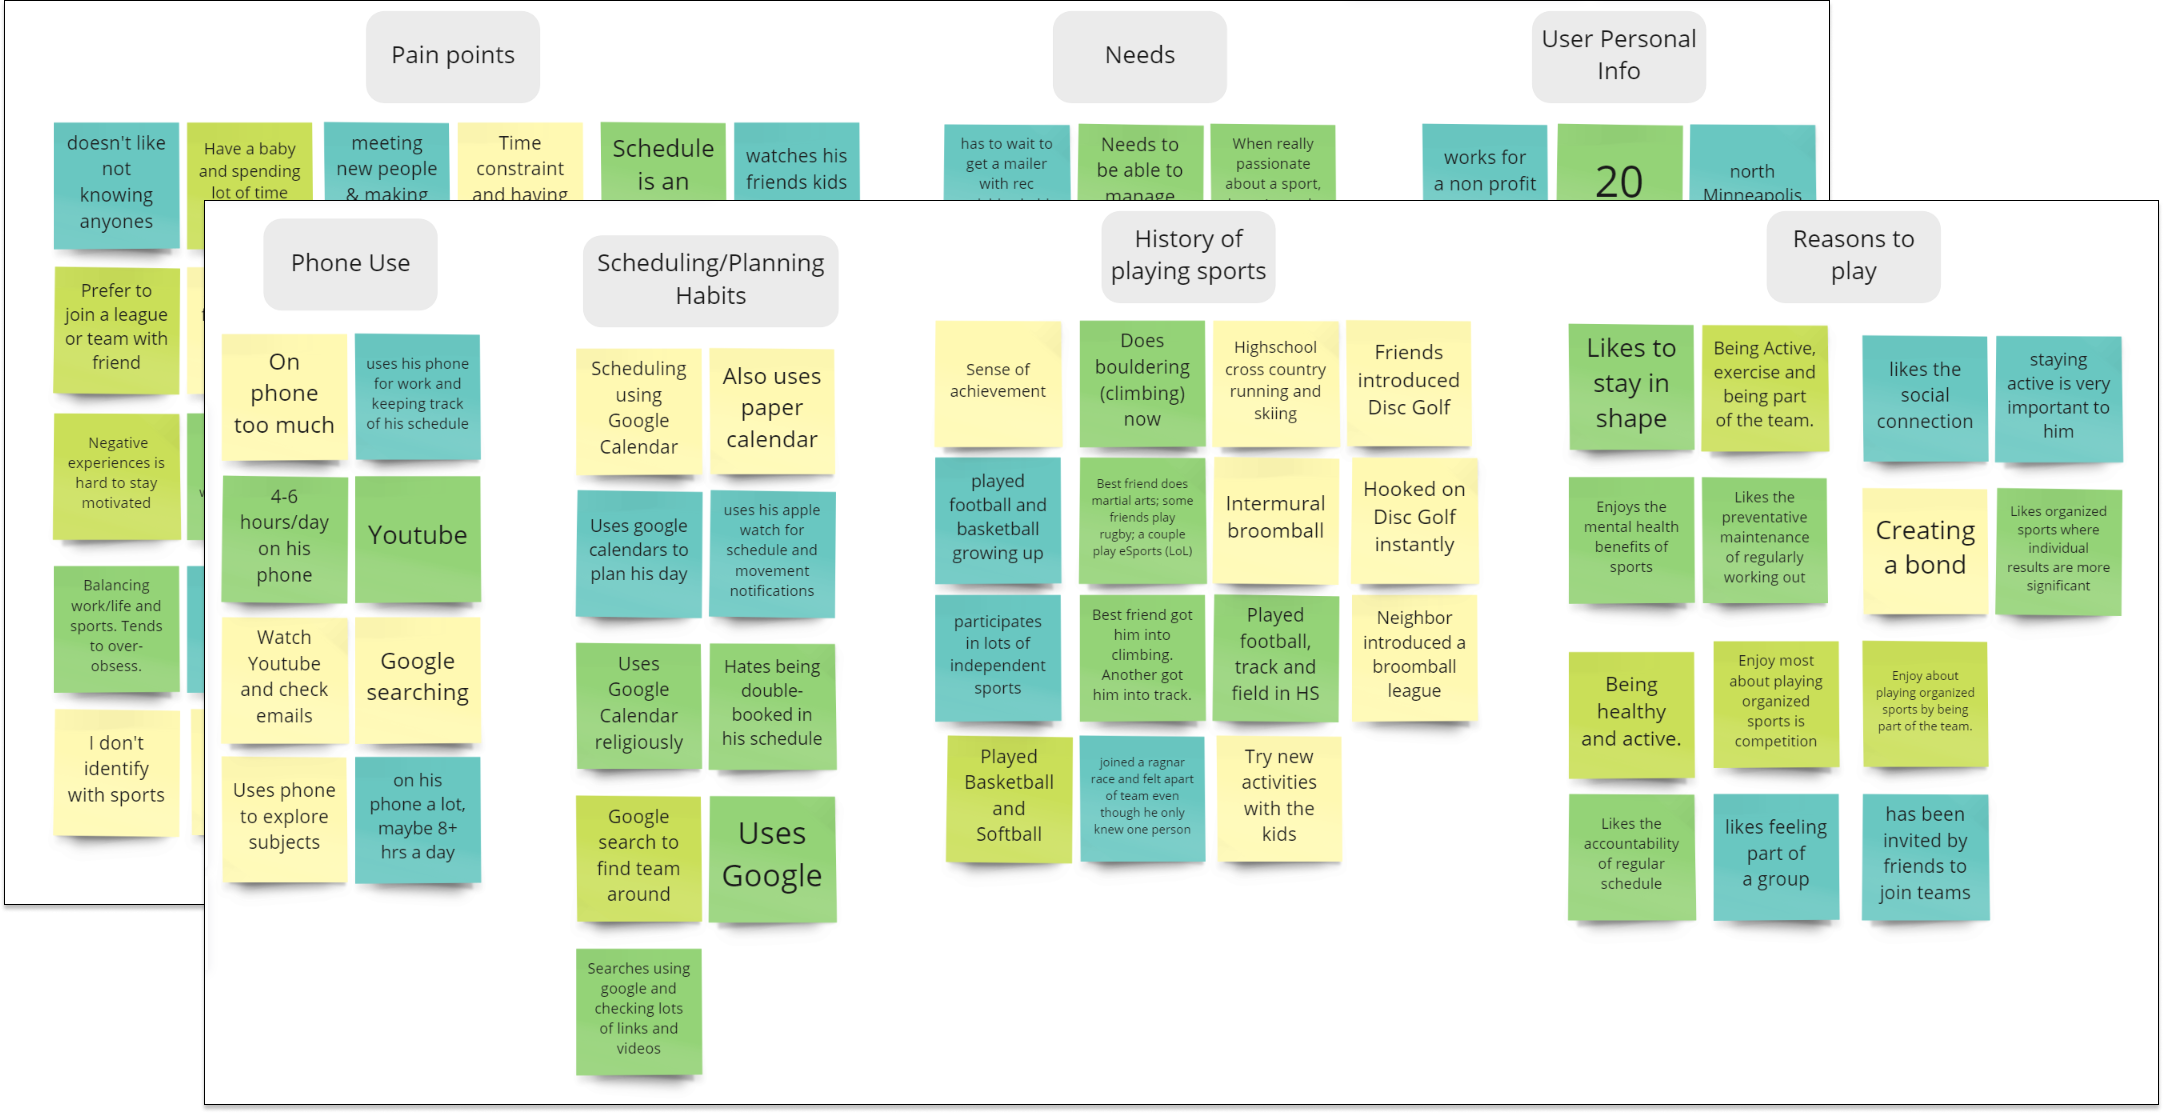 Pain points
Needs
User Personal
Info
doesn't like
not
knowing
anyones
Have a baby
and spending
lot of time
meeting
new people
& making
Time
constraint
and having
Schedule
is an
watches his
friends kids
has to wait to
get a mailer
with rec
Needs to
be able to
manage
When really
passionate
about a sport,
works for
a non profit
20
north
Minneapolis
Prefer to
join a league
or team with
friend
Negative
experiences is
hard to stay
motivated
Balancing
work/life and
sports. Tends
to over-
obsess.
I don't
identify
with sports
Phone Use
On
phone
too much
uses his phone
for work and
keeping track
of his schedule
4-6
hours/day
on his
phone
Youtube
Watch
Youtube
and check
emails
Google
searching
Uses phone
to explore
subjects
on his
phone a lot,
maybe 8+
hrs a day
Scheduling/Planning
Habits
Scheduling
using
Google
Calendar
Also uses
paper
calendar
Uses google
calendars to
plan his day
uses his apple
watch for
schedule and
movement
notifications
Uses
Google
Calendar
religiously
Hates being
double-
booked in
his schedule
Google
search to
find team
around
Uses
Google
Searches using
google and
checking lots
of links and
videos
History of
playing sports
Sense of
achievement
Does
bouldering
(climbing)
now
Highschool
cross country
running and
skiing
Friends
introduced
Disc Golf
played
football and
basketball
growing up
Best friend does
martial arts; some
friends play
rugby; a couple
play eSports (LoL)
Intermural
broomball
Hooked on
Disc Golf
instantly
participates
in lots of
independent
sports
Best friend got
him into
climbing.
Another got
him into track.
Played
football,
track and
field in HS
Neighbor
introduced a
broomball
league
Played
Basketball
and
Softball
joined a ragnar
race and felt apart
of team even
though he only
knew one person
Try new
activities
with the
kids
Reasons to
play
Likes to
stay in
shape
Being Active,
exercise and
being part
of the team.
likes the
social
connection
staying
active is very
important to
him
Enjoys the
mental health
benefits of
sports
Likes the
preventative
maintenance
of regularly
working out
Creating
a bond
Likes organized
sports where
individual
results are more
significant
Being
healthy
and active.
Enjoy most
about playing
organized
sports is
competition
Enjoy about
playing organized
sports by being
part of the team.
Likes the
accountability
of regular
schedule
likes feeling
part of
a group
has been
invited by
friends to
join teams